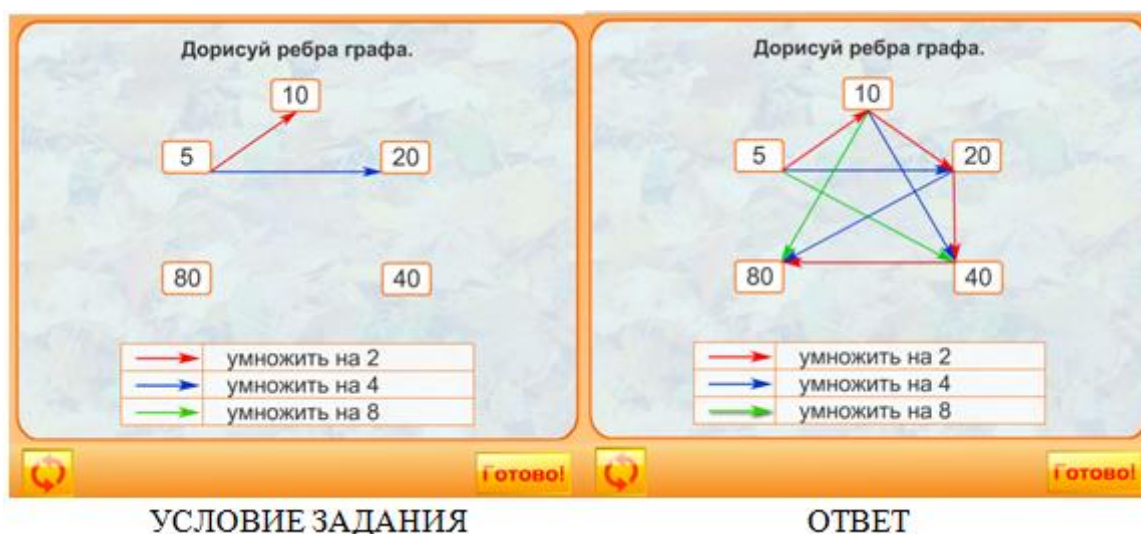 Дорисуй ребра графа.
10
5
20
80
40
умножить на 2
умножить на 4
умножить на 8
Готово!
УСЛОВИЕ ЗАДАНИЯ
Дорисуй ребра графа.
10
5
20
80
40
умножить на 2
умножить на 4
умножить на 8
Готово!
ОТВЕТ